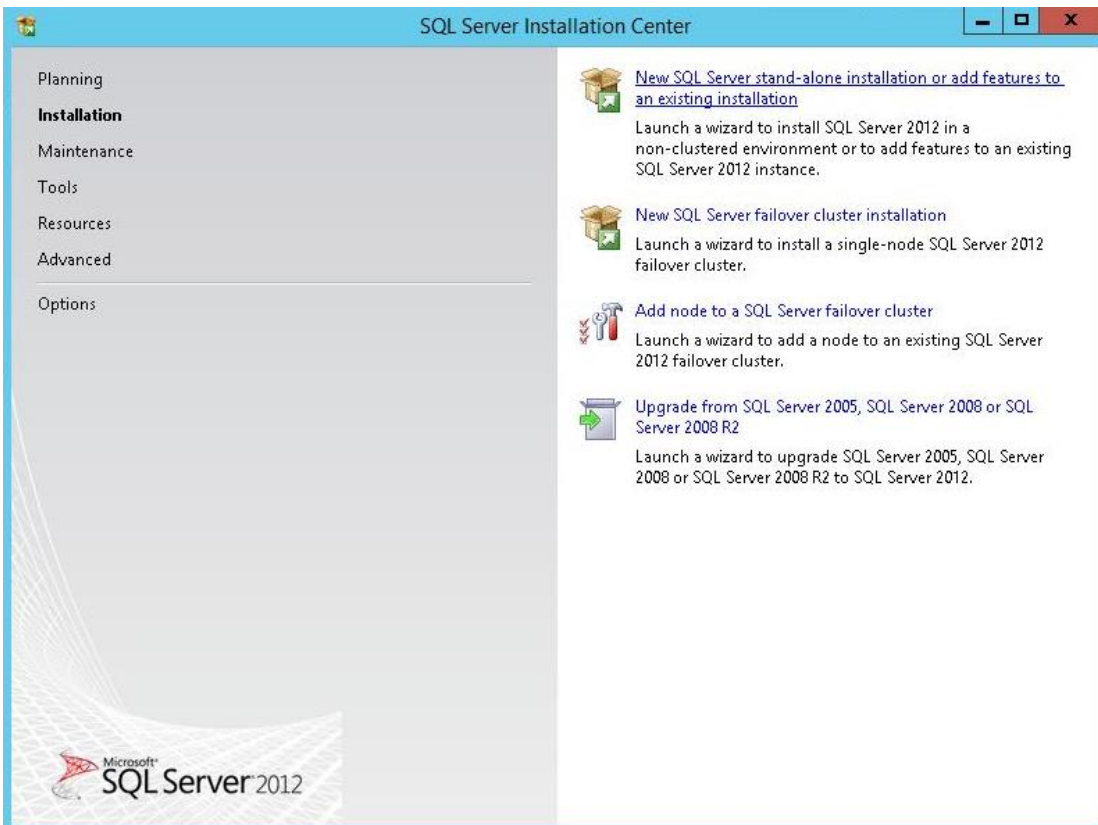 SQL Server Installation Center
Planning
Installation
Maintenance
Tools
Resources
Advanced
Options
New SQL Server stand-alone installation or add features to
an existing installation
Launch a wizard to install SQL Server 2012 in a
non-clustered environment or to add features to an existing
SQL Server 2012 instance.
New SQL Server failover cluster installation
Launch a wizard to install a single-node SQL Server 2012
failover cluster.
Add node to a SQL Server failover cluster
Launch a wizard to add a node to an existing SQL Server
2012 failover cluster.
Upgrade from SQL Server 2005, SQL Server 2008 or SQL
Server 2008 R2
Launch a wizard to upgrade SQL Server 2005, SQL Server
2008 or SQL Server 2008 R2 to SQL Server 2012.
Microsoft®
SQL Server 2012